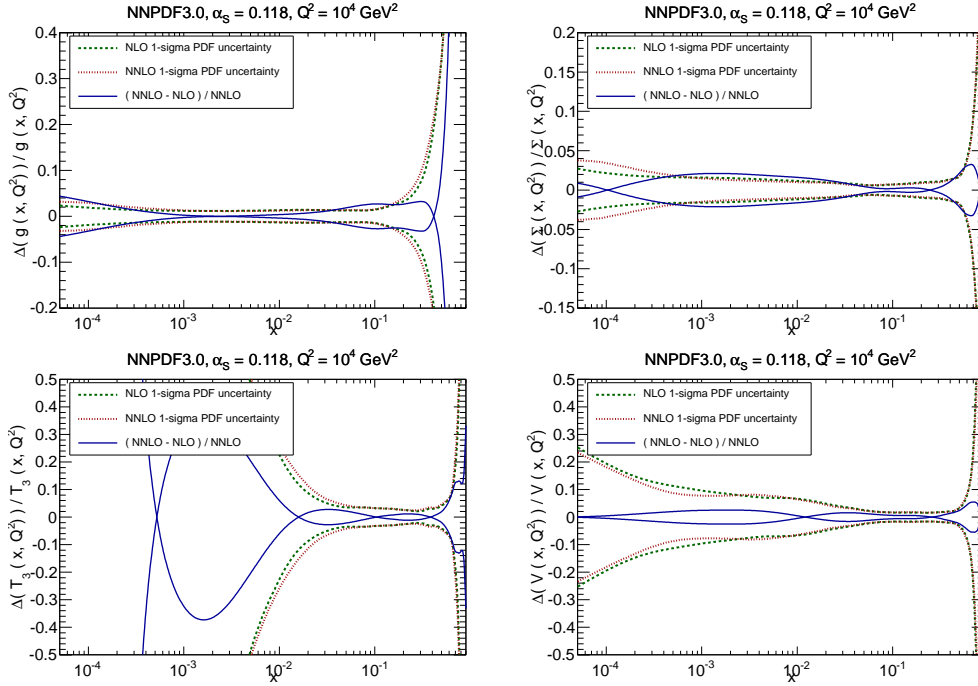 NNPDF3.0, α_S = 0.118, Q² = 10⁴ GeV²
NLO 1-sigma PDF uncertainty
NNLO 1-sigma PDF uncertainty
( NNLO - NLO ) / NNLO
Δ( g ( x, Q²) ) / g ( x, Q²)
0.4
0.3
0.2
0.1
0
-0.1
-0.2
10⁻⁴ 10⁻³ 10⁻² 10⁻¹
x
NNPDF3.0, α_S = 0.118, Q² = 10⁴ GeV²
NLO 1-sigma PDF uncertainty
NNLO 1-sigma PDF uncertainty
( NNLO - NLO ) / NNLO
Δ( Σ ( x, Q²) ) / Σ ( x, Q²)
0.2
0.15
0.1
0.05
0
-0.05
-0.1
-0.15
10⁻⁴ 10⁻³ 10⁻² 10⁻¹
x
NNPDF3.0, α_S = 0.118, Q² = 10⁴ GeV²
NLO 1-sigma PDF uncertainty
NNLO 1-sigma PDF uncertainty
( NNLO - NLO ) / NNLO
Δ( T₃ ( x, Q²) ) / T₃ ( x, Q²)
0.5
0.4
0.3
0.2
0.1
0
-0.1
-0.2
-0.3
-0.4
-0.5
10⁻⁴ 10⁻³ 10⁻² 10⁻¹
x
NNPDF3.0, α_S = 0.118, Q² = 10⁴ GeV²
NLO 1-sigma PDF uncertainty
NNLO 1-sigma PDF uncertainty
( NNLO - NLO ) / NNLO
Δ( V ( x, Q²) ) / V ( x, Q²)
0.5
0.4
0.3
0.2
0.1
0
-0.1
-0.2
-0.3
-0.4
-0.5
10⁻⁴ 10⁻³ 10⁻² 10⁻¹
x